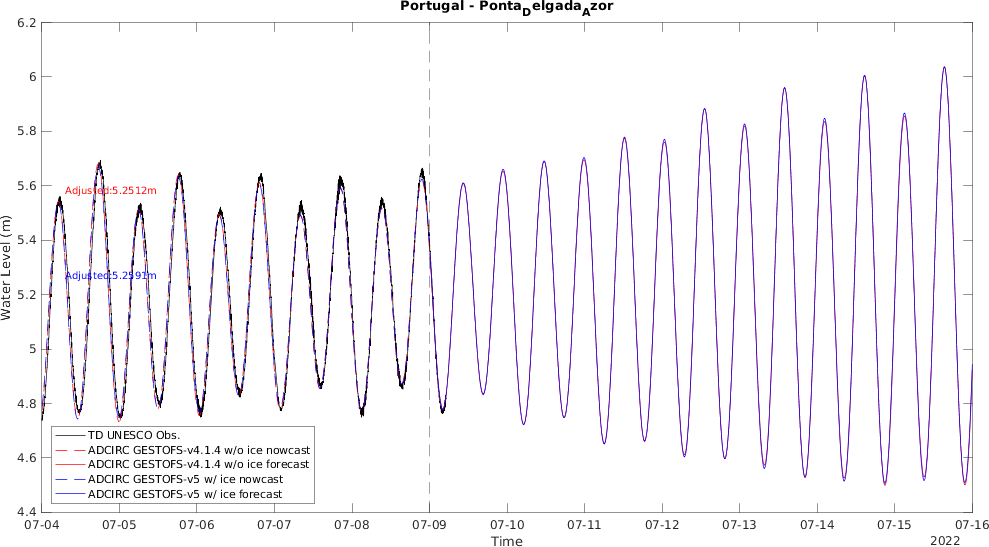 Portugal - PontaDelgadaAzor
6.2
6
5.8
5.6
5.4
5.2
5
4.8
4.6
4.4
Water Level (m)
Adjusted:5.2512m
Adjusted:5.2591m
TD UNESCO Obs.
ADCIRC GESTOFS-v4.1.4 w/o ice nowcast
ADCIRC GESTOFS-v4.1.4 w/o ice forecast
ADCIRC GESTOFS-v5 w/ ice nowcast
ADCIRC GESTOFS-v5 w/ ice forecast
07-04 07-05 07-06 07-07 07-08 07-09 07-10 07-11 07-12 07-13 07-14 07-15 07-16
Time
2022